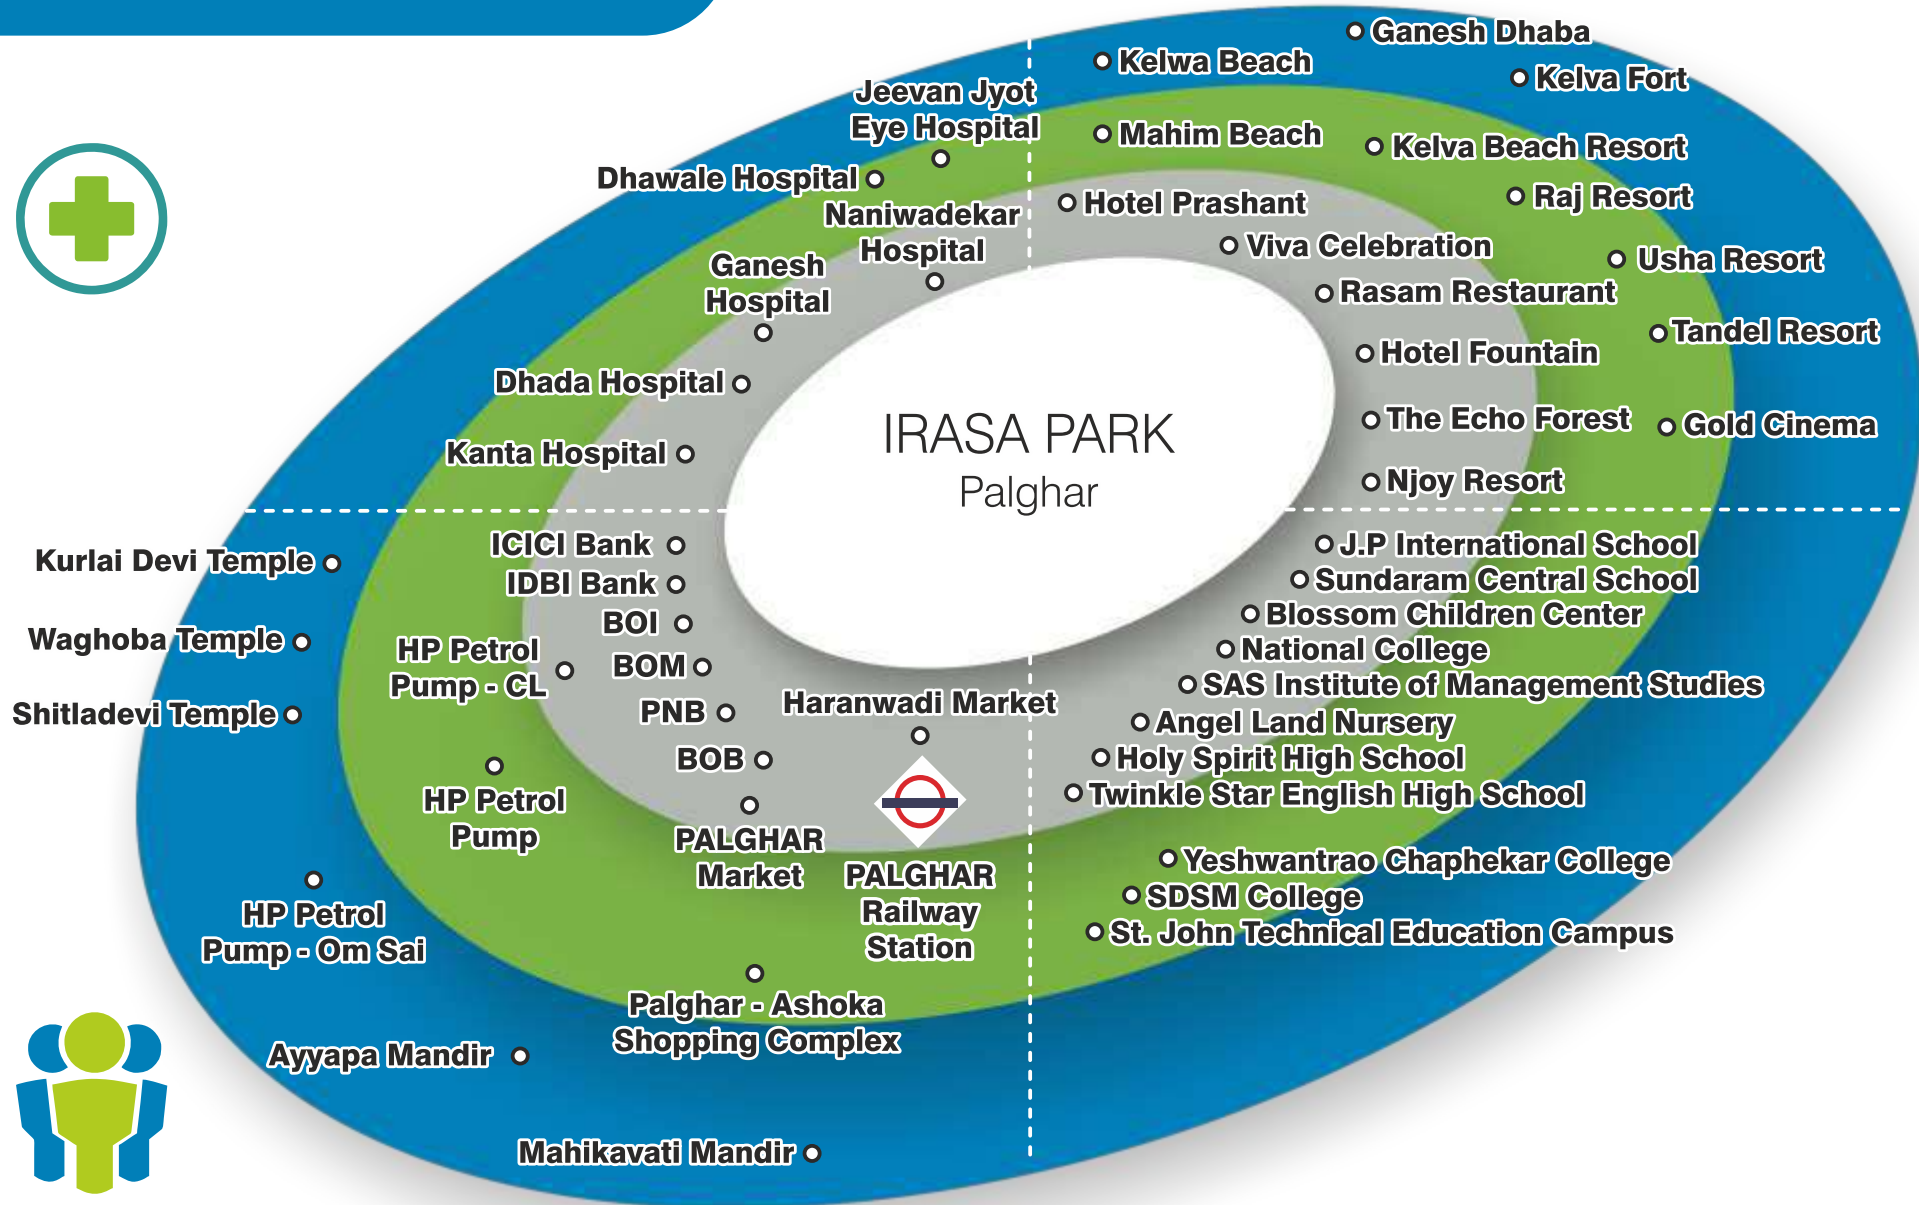 Ganesh Dhaba
Kelwa Beach
Kelva Fort
Jeevan Jyot
Eye Hospital
Mahim Beach
Kelva Beach Resort
Dhawale Hospital
Raj Resort
Hotel Prashant
Naniwadekar
Hospital
Viva Celebration
Usha Resort
Ganesh
Hospital
Rasam Restaurant
Tandel Resort
Hotel Fountain
Dhada Hospital
The Echo Forest
Gold Cinema
IRASA PARK
Palghar
Kanta Hospital
Njoy Resort
ICICI Bank
IDBI Bank
BOI
BOM
PNB
BOB
Kurlai Devi Temple
Waghoba Temple
Shitladevi Temple
HP Petrol
Pump - CL
HP Petrol
Pump
HP Petrol
Pump - Om Sai
Haranwadi Market
PALGHAR
Market
PALGHAR
Railway
Station
Palghar - Ashoka
Shopping Complex
Ayyapa Mandir
Mahikavati Mandir
J.P International School
Sundaram Central School
Blossom Children Center
National College
SAS Institute of Management Studies
Angel Land Nursery
Holy Spirit High School
Twinkle Star English High School
Yeshwantrao Chaphekar College
SDSM College
St. John Technical Education Campus